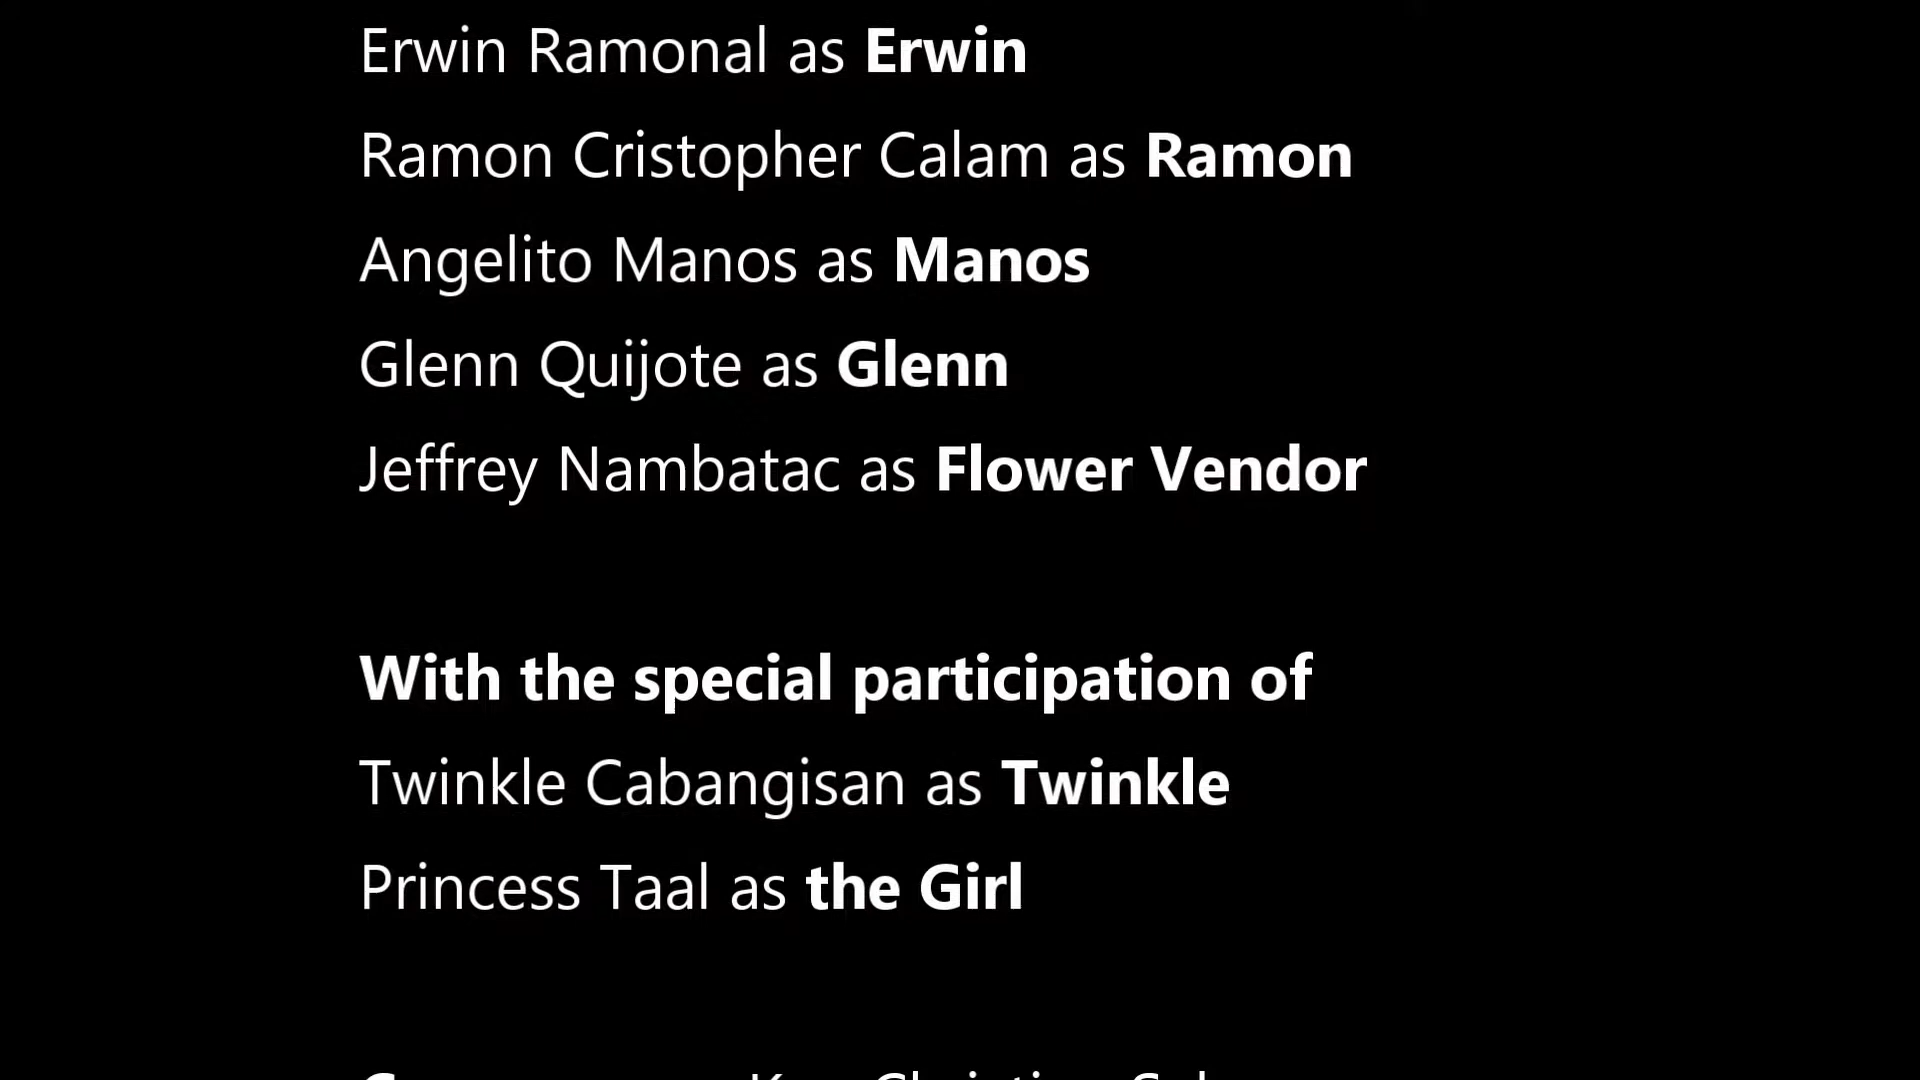 Erwin Ramonal as Erwin
Ramon Cristopher Calam as Ramon
Angelito Manos as Manos
Glenn Quijote as Glenn
Jeffrey Nambatac as Flower Vendor
With the special participation of
Twinkle Cabangisan as Twinkle
Princess Taal as the Girl